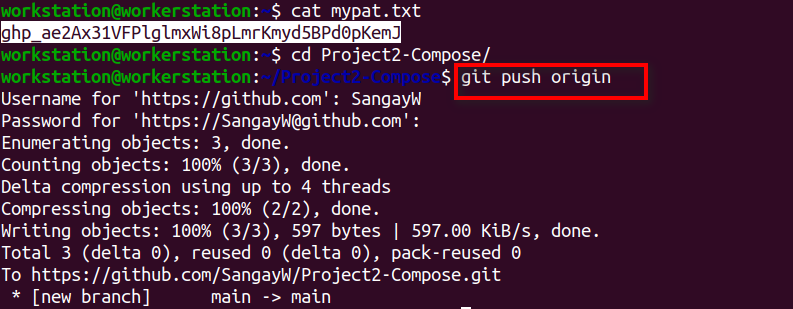 workstation@workerstation:~$ cat mypat.txt
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
workstation@workerstation:~$ cd Project2-Compose/
workstation@workerstation:~/Project2-Compose$ git push origin
Username for 'https://github.com': SangayW
Password for 'https://SangayW@github.com':
Enumerating objects: 3, done.
Counting objects: 100% (3/3), done.
Delta compression using up to 4 threads
Compressing objects: 100% (2/2), done.
Writing objects: 100% (3/3), 597 bytes | 597.00 KiB/s, done.
Total 3 (delta 0), reused 0 (delta 0), pack-reused 0
To https://github.com/SangayW/Project2-Compose.git
 * [new branch]      main -> main